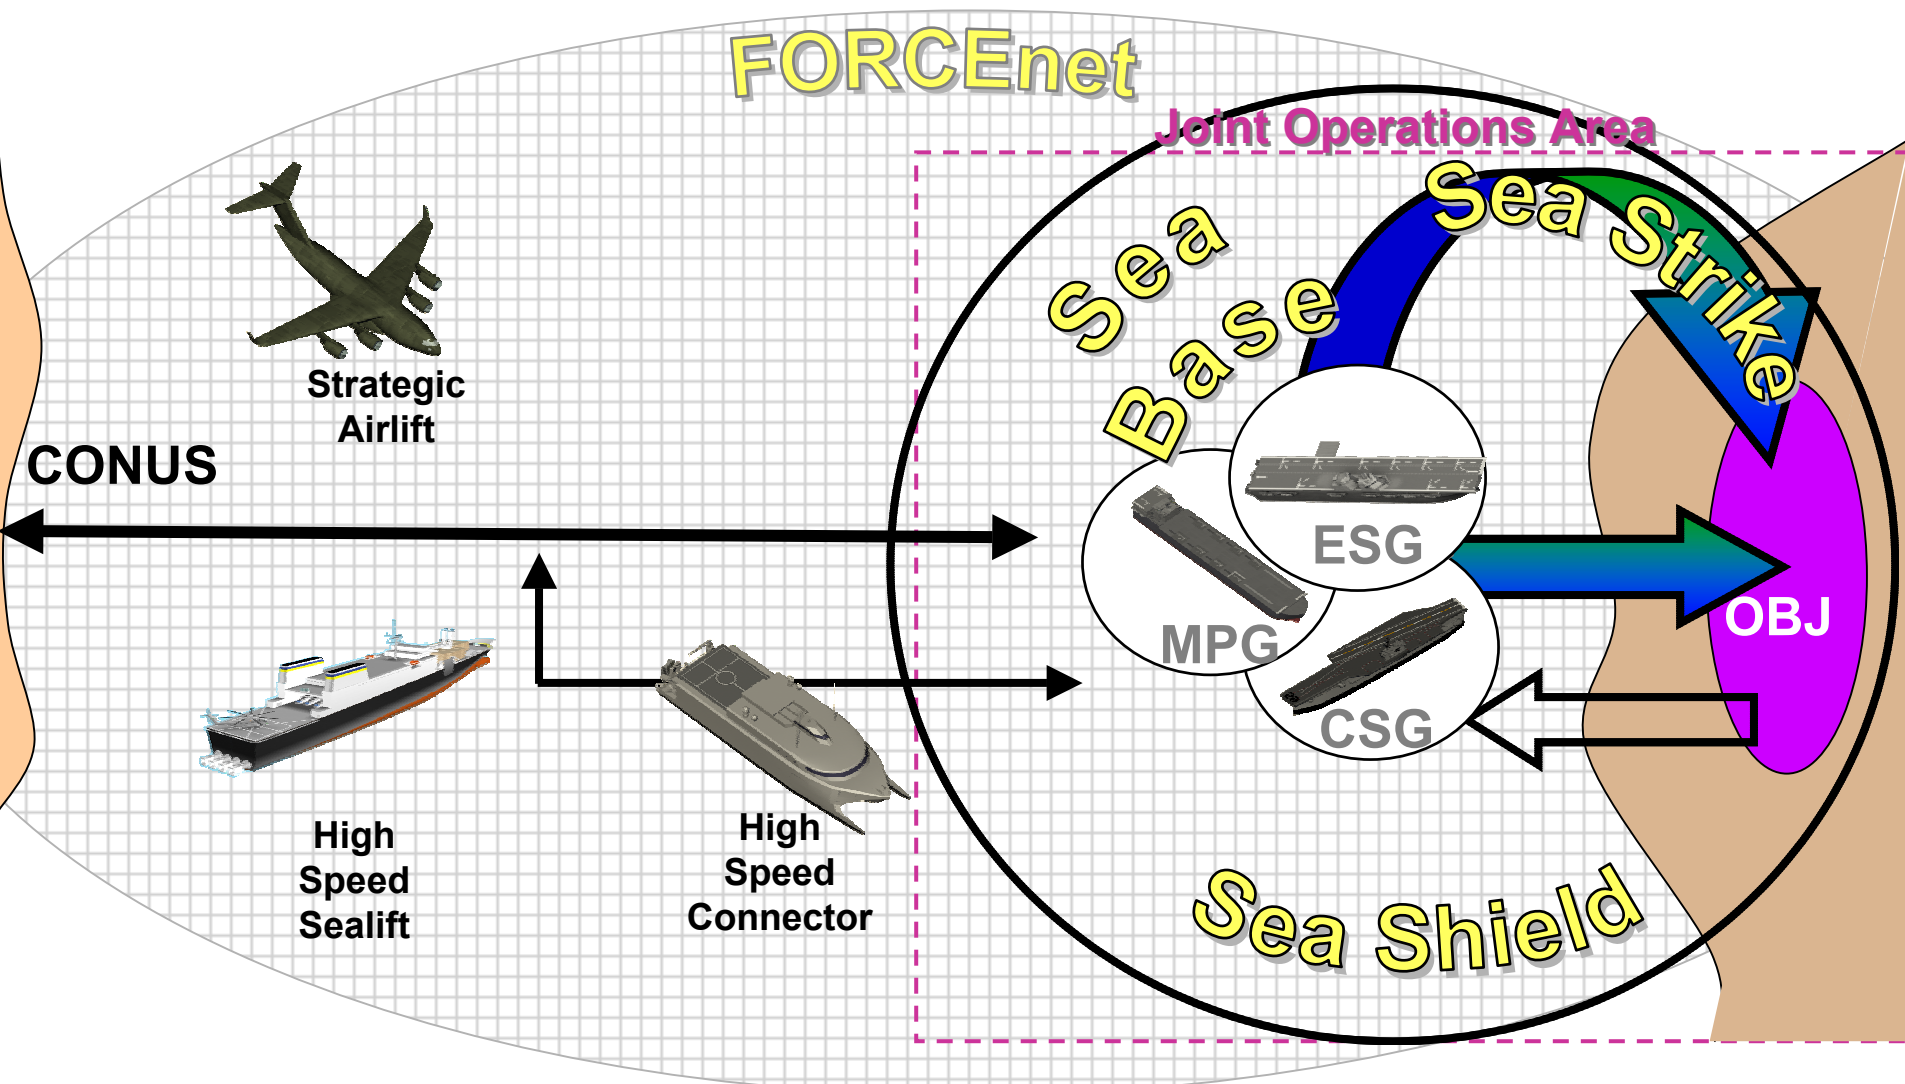 FORCEnet
Joint Operations Area
Sea Strike
Sea
Base
Strategic
Airlift
CONUS
ESG
MPG
OBJ
CSG
High
Speed
Sealift
High
Speed
Connector
Sea Shield